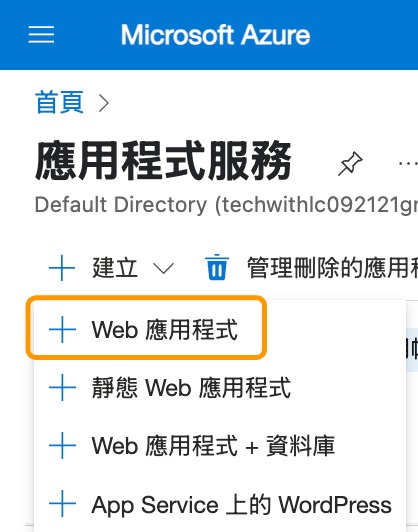 Microsoft Azure
首頁
應用程式服務
Default Directory (techwithlc092121gr
建立 管理刪除的應用程
Web 應用程式
靜態 Web 應用程式
Web 應用程式 + 資料庫
App Service 上的 WordPress